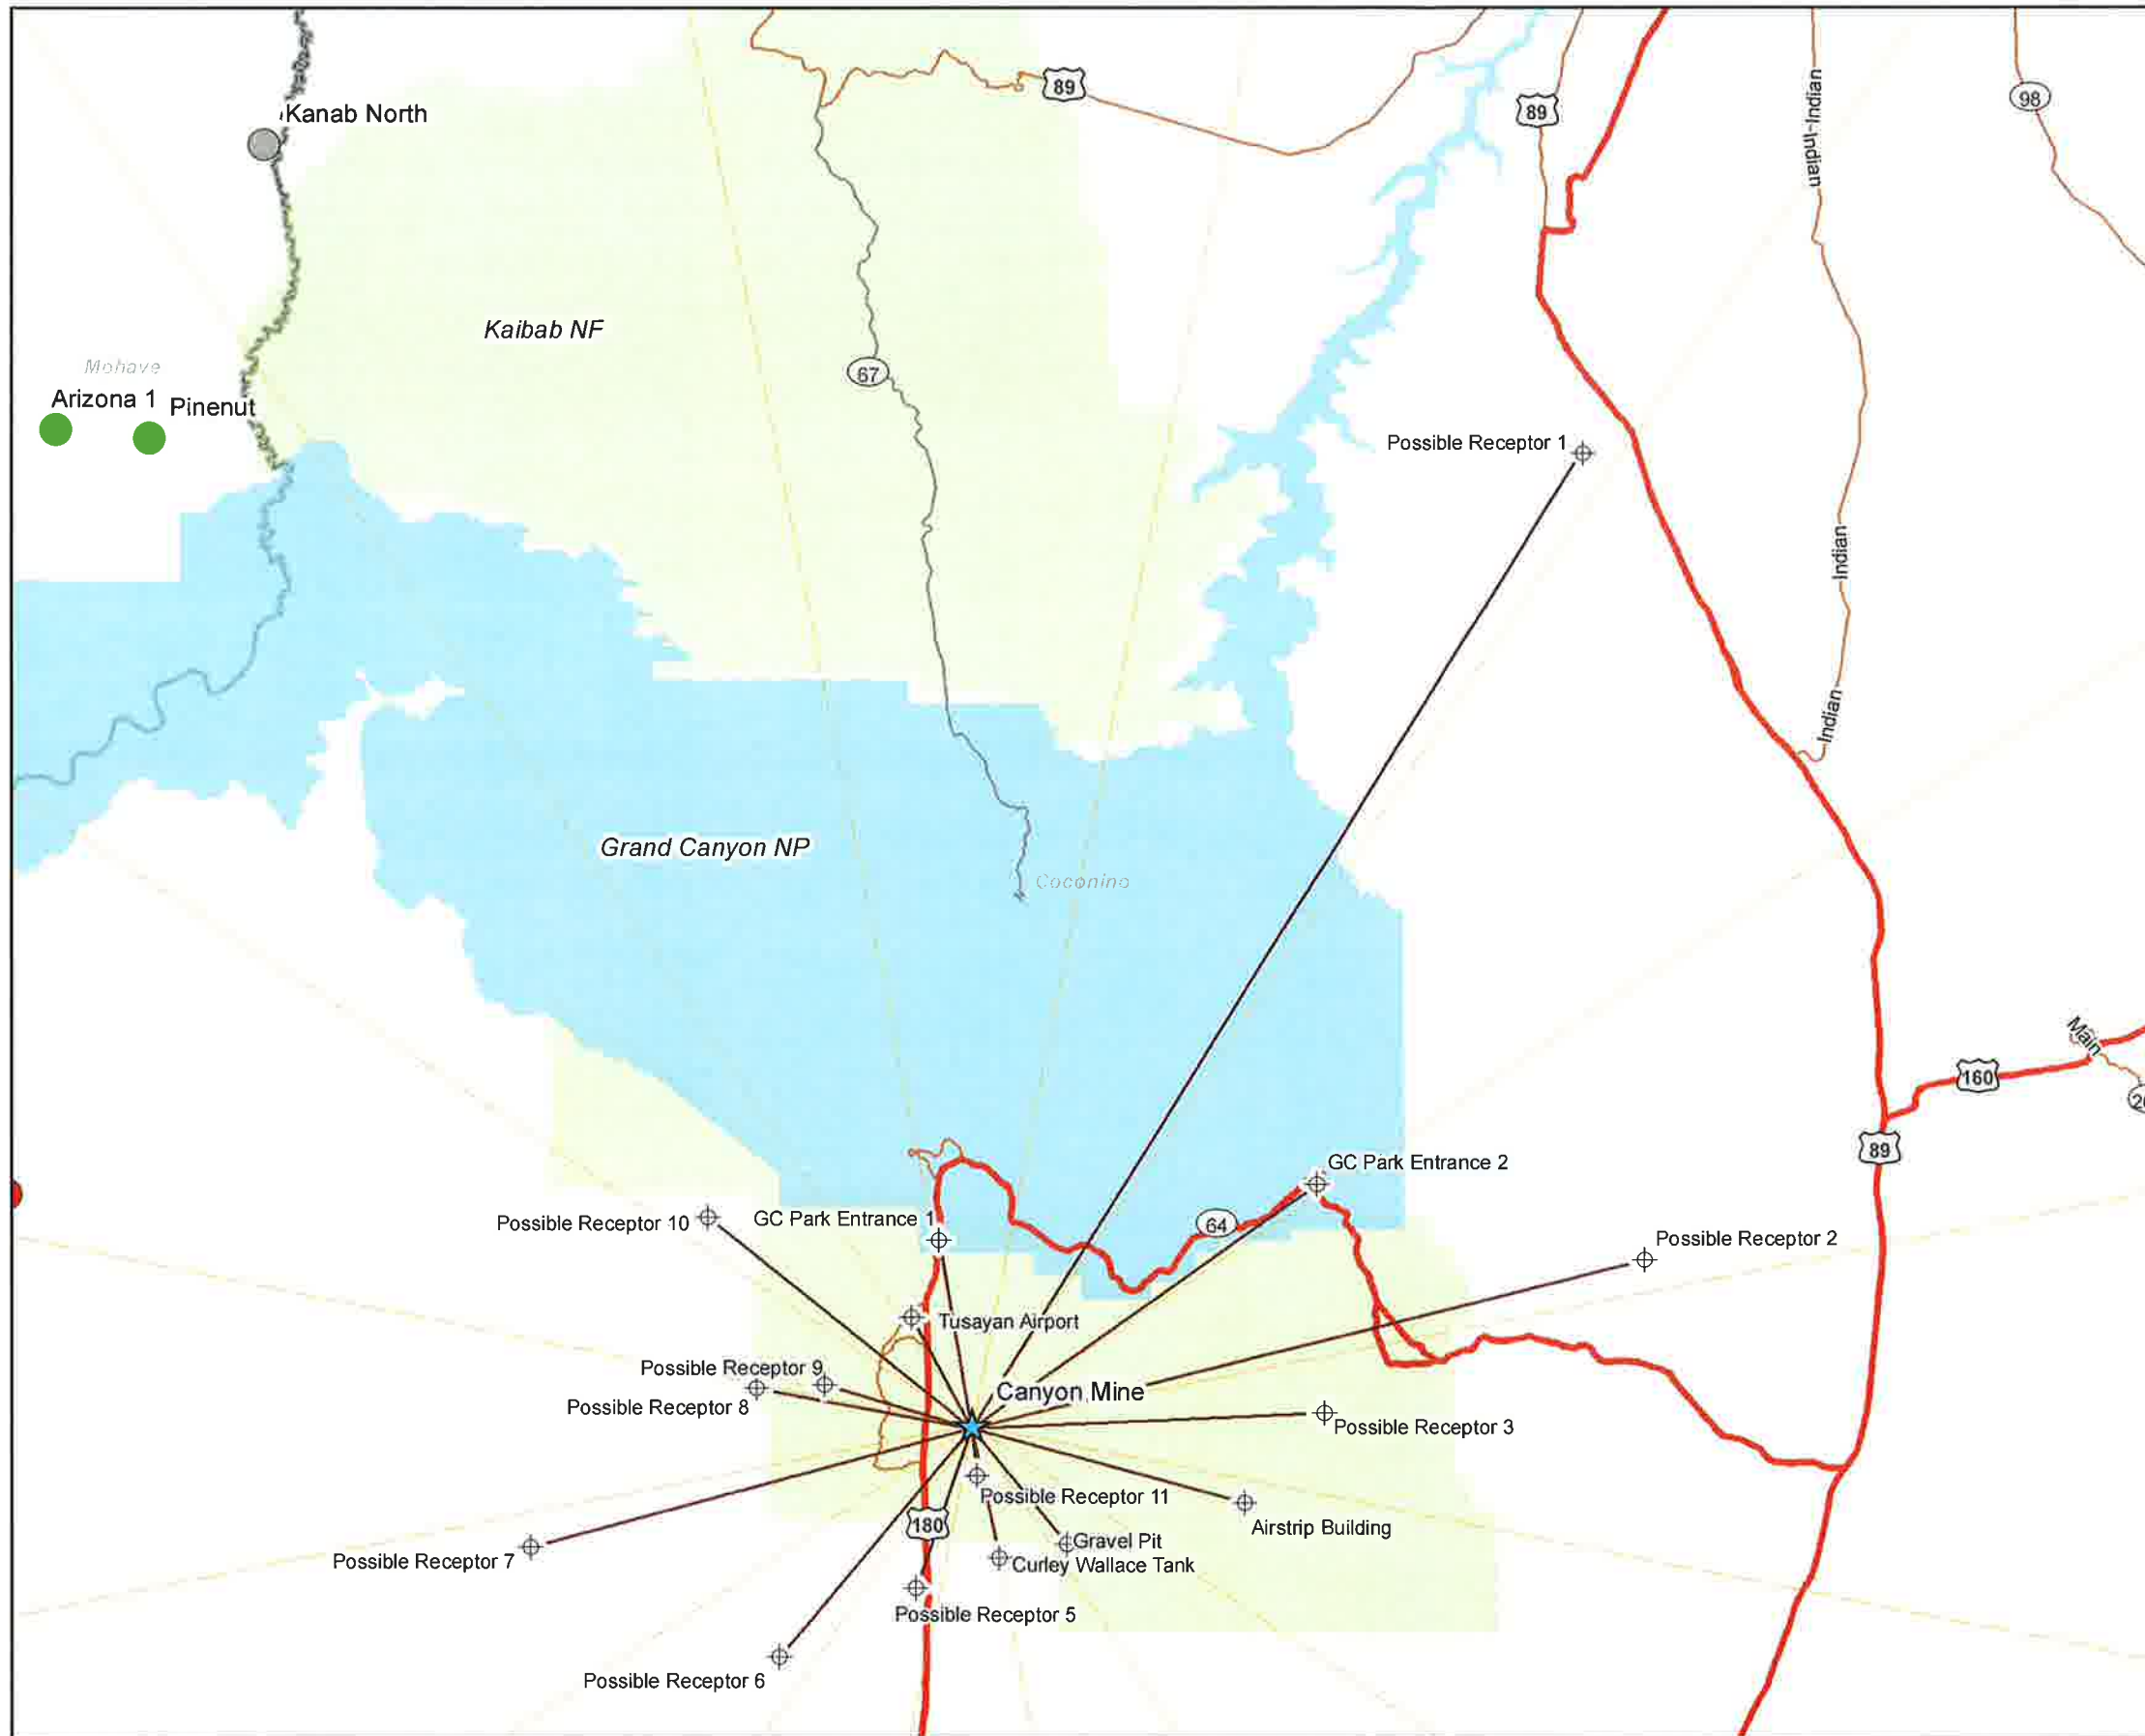 89
89
Indian-Indian
98
Kanab North
Kaibab NF
67
Mohave
Arizona 1
Pinenut
Possible Receptor 1
Indian
Indian
Grand Canyon NP
Coconino
Main
160
89
GC Park Entrance 2
Possible Receptor 10
GC Park Entrance 1
64
Possible Receptor 2
Tusayan Airport
Possible Receptor 9
Canyon Mine
Possible Receptor 8
Possible Receptor 3
Possible Receptor 11
180
Airstrip Building
Gravel Pit
Possible Receptor 7
Curley Wallace Tank
Possible Receptor 5
Possible Receptor 6